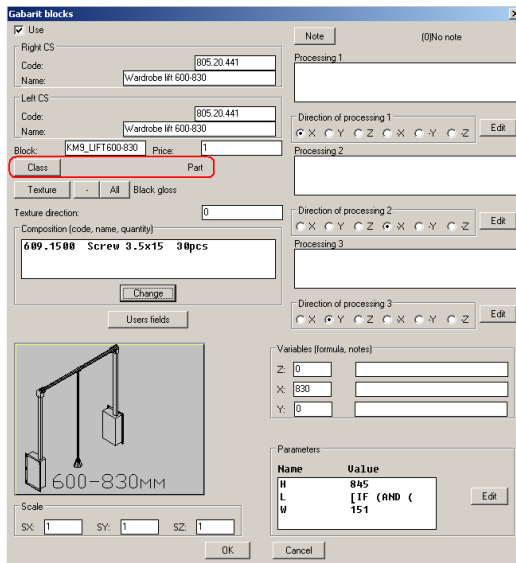 Gabarit blocks
Use
Right CS
Code: 805.20.441
Name: Wardrobe lift 600-830
Left CS
Code: 805.20.441
Name: Wardrobe lift 600-830
Block: KM9_LIFT600-830 Price: 1
Class Part
Texture - All Black gloss
Texture direction: 0
Composition (code, name, quantity)
609.1500 Screw 3.5x15 30pcs
Change
Users fields
600-830мм
Scale
SX: 1 SY: 1 SZ: 1
Note (0)No note
Processing 1
Direction of processing 1
X Y Z -X -Y -Z Edit
Processing 2
Direction of processing 2
X Y Z -X -Y -Z Edit
Processing 3
Direction of processing 3
X Y Z -X -Y -Z Edit
Variables (formula, notes)
Z: 0
X: 830
Y: 0
Parameters
Name Value
H 845
L [IF (AND (
W 151
Edit
OK Cancel